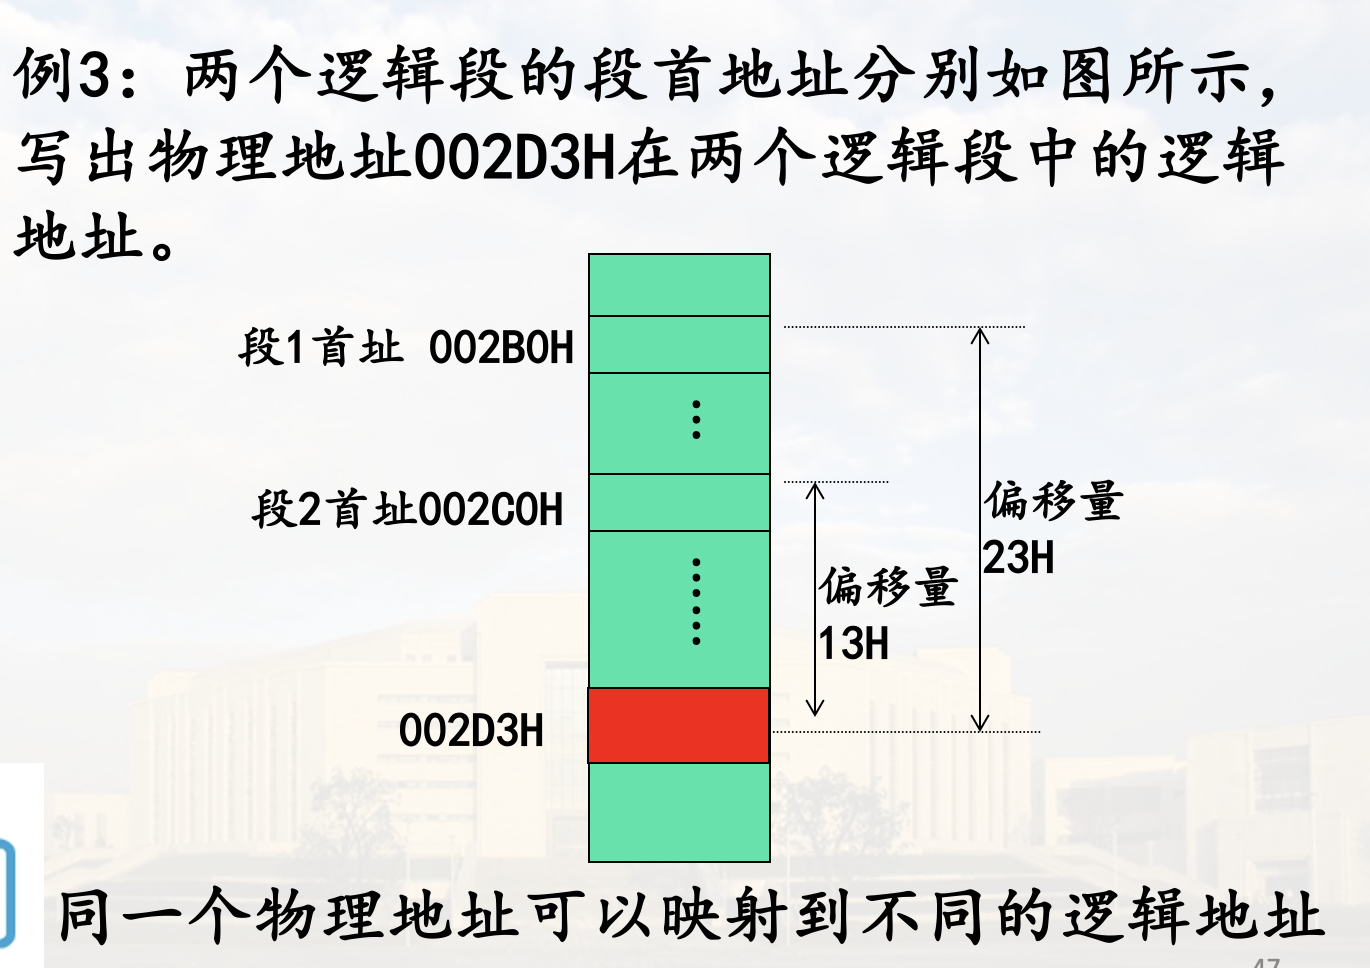 例3：两个逻辑段的段首地址分别如图所示，
写出物理地址002D3H在两个逻辑段中的逻辑
地址。
段1首址 002B0H
段2首址002C0H
偏移量
23H
偏移量
13H
002D3H
同一个物理地址可以映射到不同的逻辑地址
47